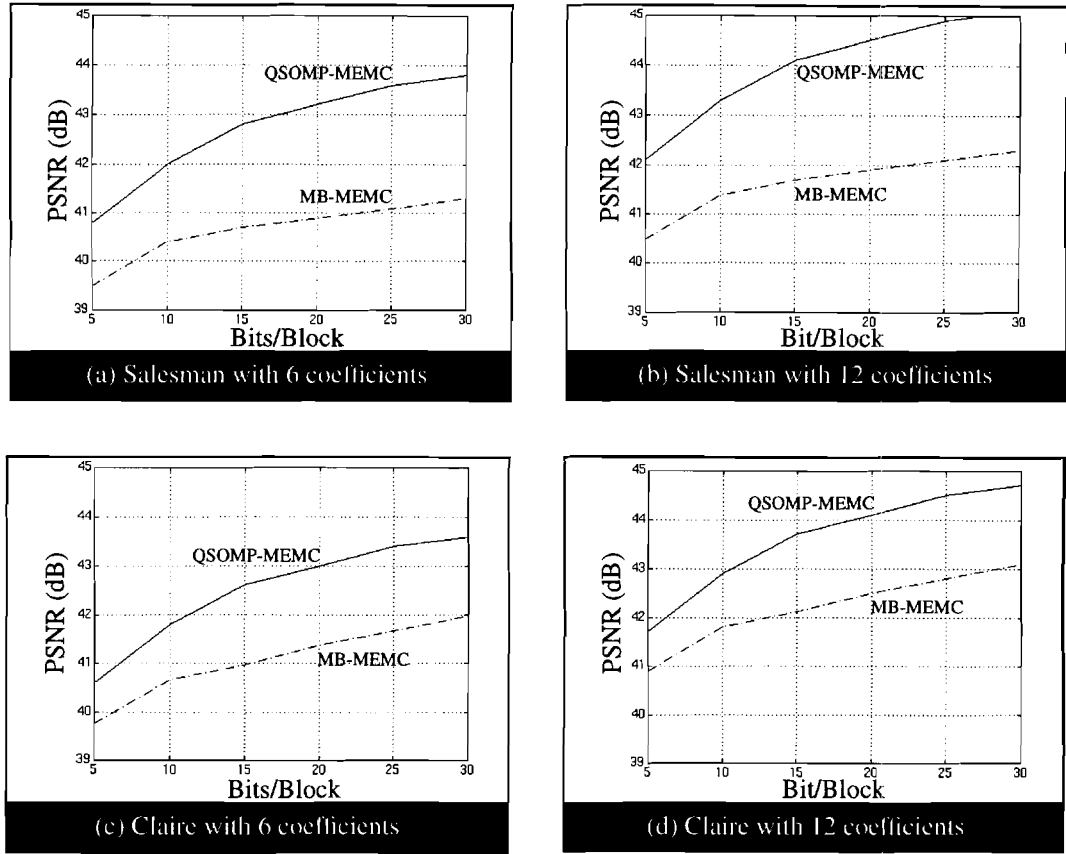 45
44
43
42
41
40
39
PSNR (dB)
QSOMP-MEMC
MB-MEMC
5 10 15 20 25 30
Bits/Block
(a) Salesman with 6 coefficients
45
44
43
42
41
40
39
PSNR (dB)
QSOMP-MEMC
MB-MEMC
5 10 15 20 25 30
Bit/Block
(b) Salesman with 12 coefficients
45
44
43
42
41
40
39
PSNR (dB)
QSOMP-MEMC
MB-MEMC
5 10 15 20 25 30
Bits/Block
(c) Claire with 6 coefficients
45
44
43
42
41
40
39
PSNR (dB)
QSOMP-MEMC
MB-MEMC
5 10 15 20 25 30
Bit/Block
(d) Claire with 12 coefficients